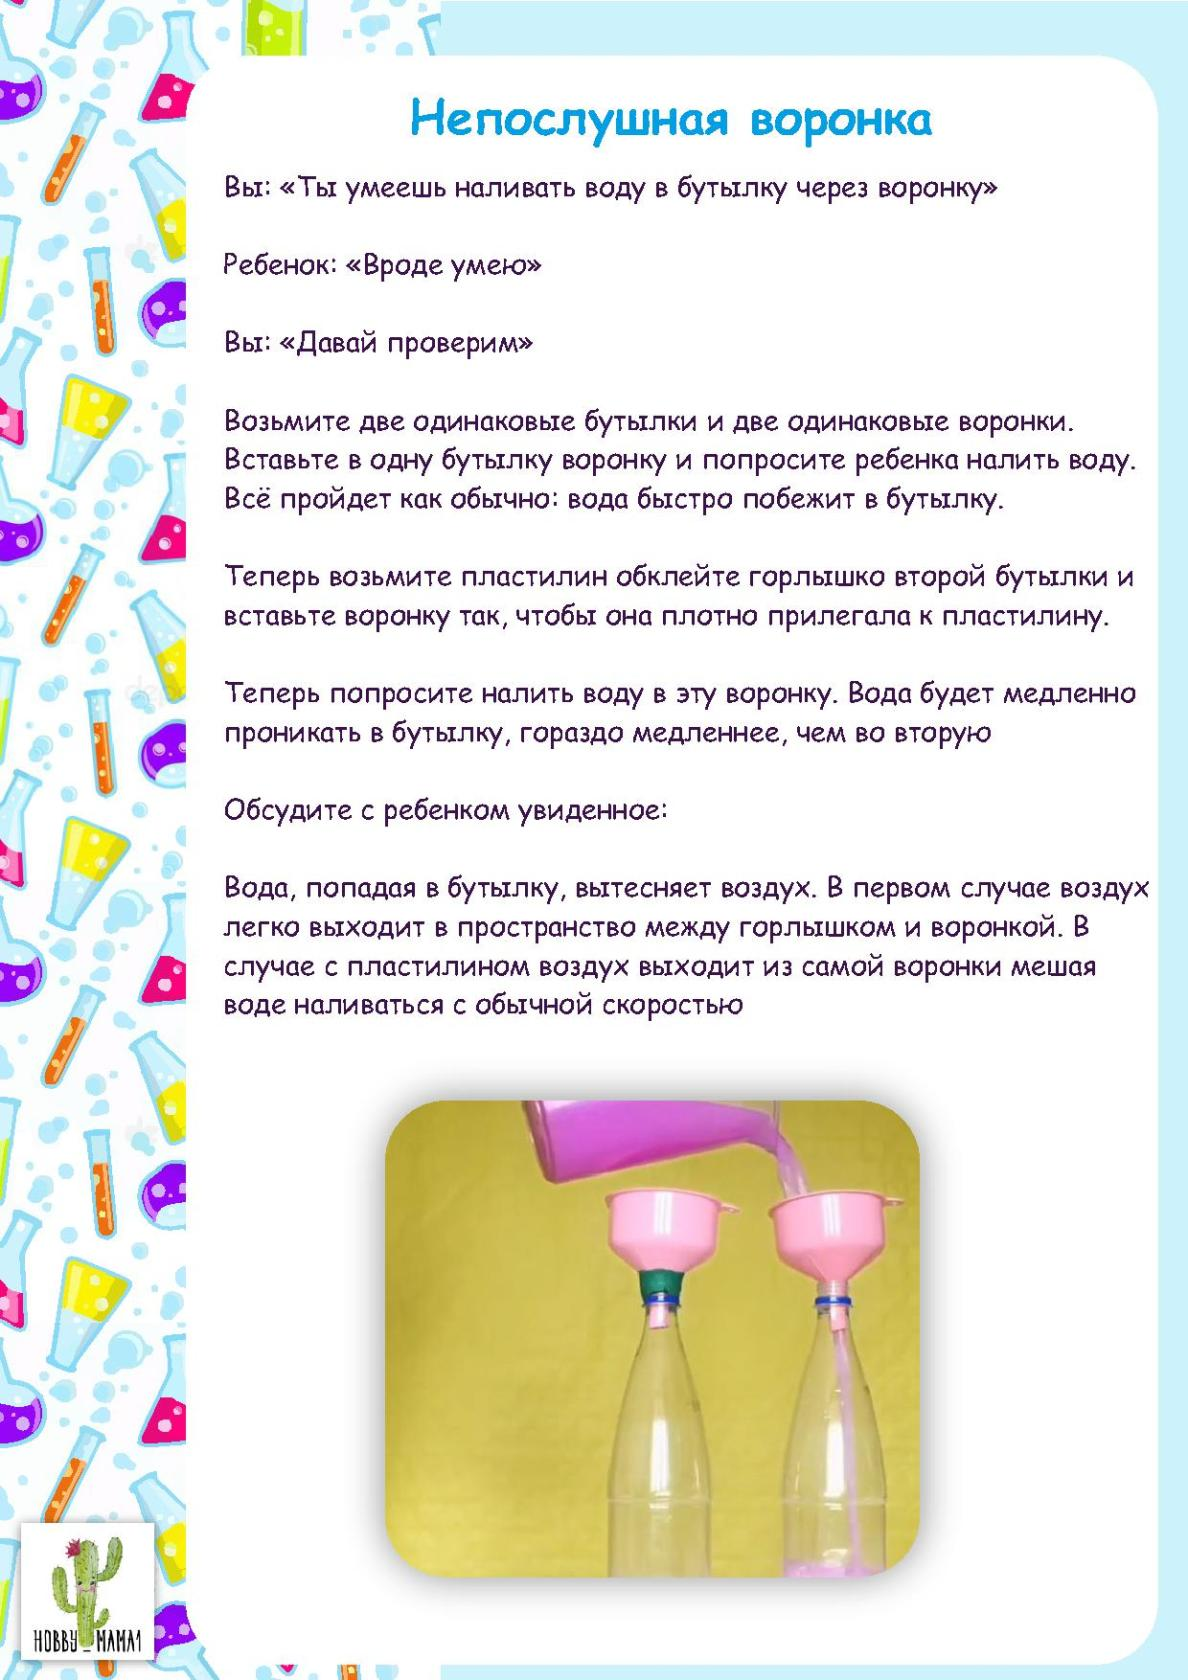 Непослушная воронка
Вы: «Ты умеешь наливать воду в бутылку через воронку»
Ребенок: «Вроде умею»
Вы: «Давай проверим»
Возьмите две одинаковые бутылки и две одинаковые воронки.
Вставьте в одну бутылку воронку и попросите ребенка налить воду.
Всё пройдет как обычно: вода быстро побежит в бутылку.
Теперь возьмите пластилин обклейте горлышко второй бутылки и
вставьте воронку так, чтобы она плотно прилегала к пластилину.
Теперь попросите налить воду в эту воронку. Вода будет медленно
проникать в бутылку, гораздо медленнее, чем во вторую
Обсудите с ребенком увиденное:
Вода, попадая в бутылку, вытесняет воздух. В первом случае воздух
легко выходит в пространство между горлышком и воронкой. В
случае с пластилином воздух выходит из самой воронки мешая
воде наливаться с обычной скоростью
HOBBY_MAMA1